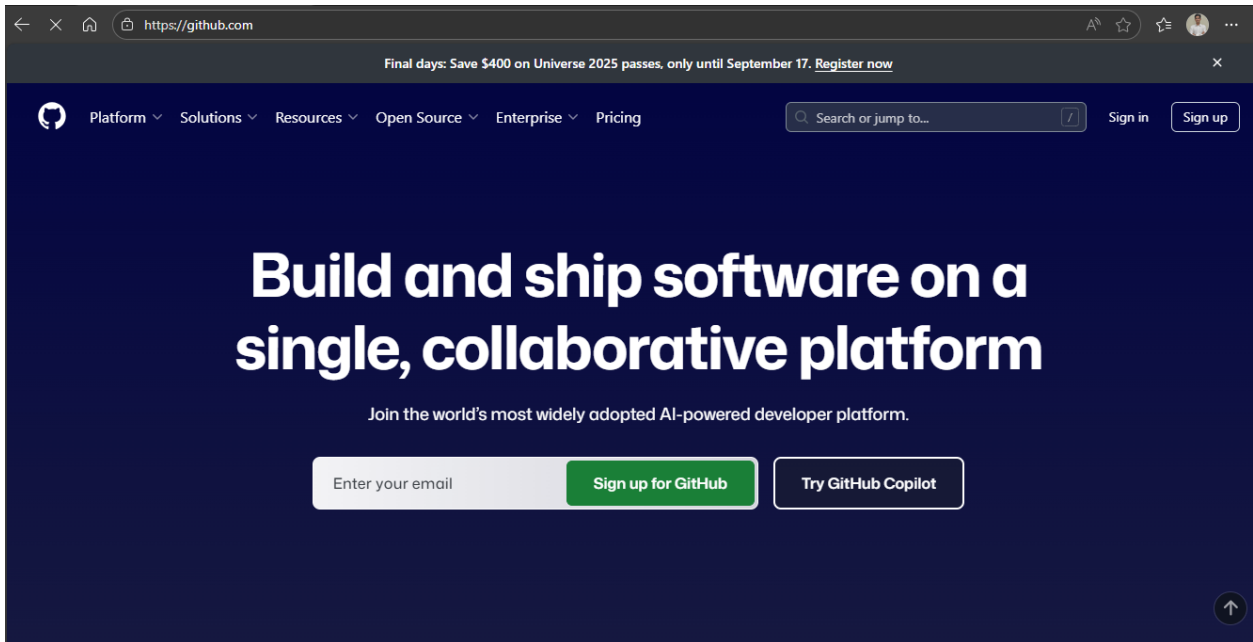 https://github.com
Final days: Save $400 on Universe 2025 passes, only until September 17. Register now
Platform Solutions Resources Open Source Enterprise Pricing Search or jump to... / Sign in Sign up
Build and ship software on a
single, collaborative platform
Join the world's most widely adopted AI-powered developer platform.
Enter your email Sign up for GitHub Try GitHub Copilot